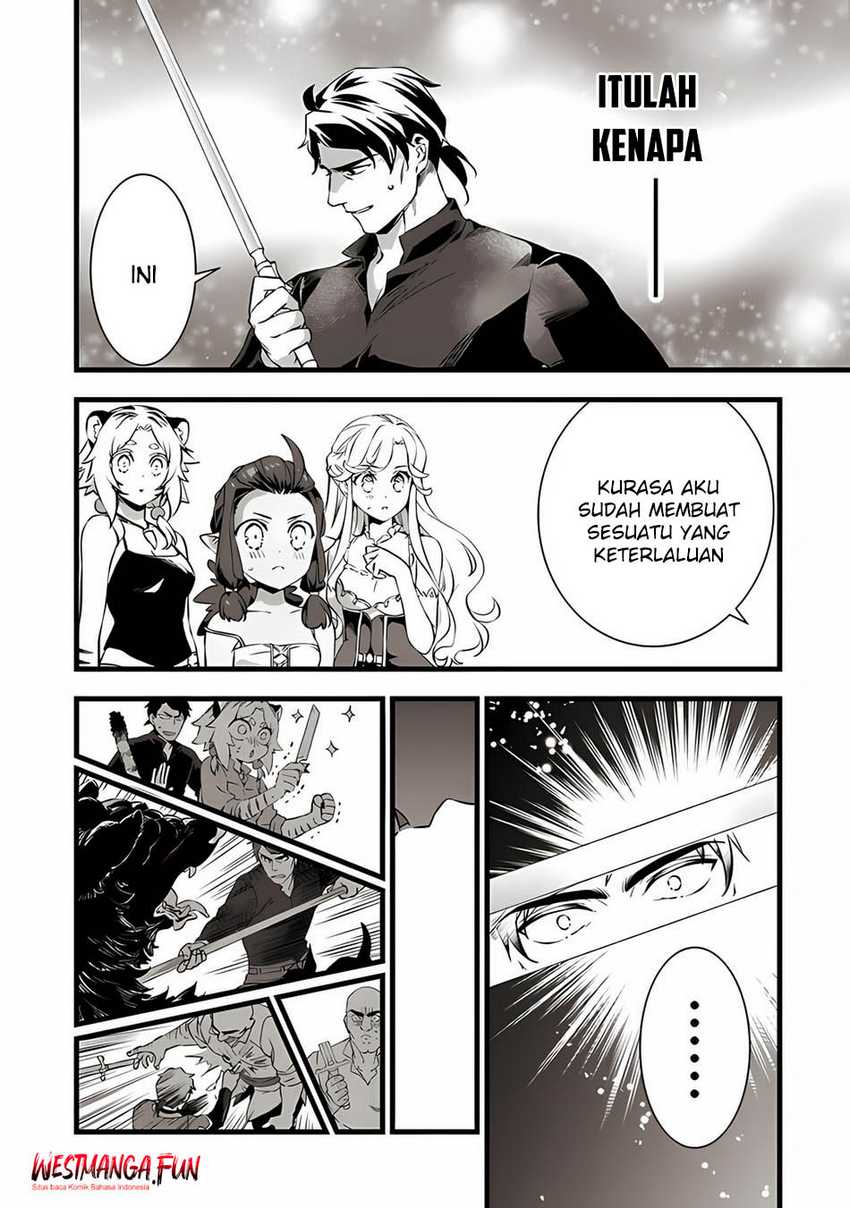 ITULAH
KENAPA
INI
KURASA AKU
SUDAH MEMBUAT
SESUATU YANG
KETERLALUAN
......
WESTMANGA.FUN
Situs baca Komik Bahasa Indonesia